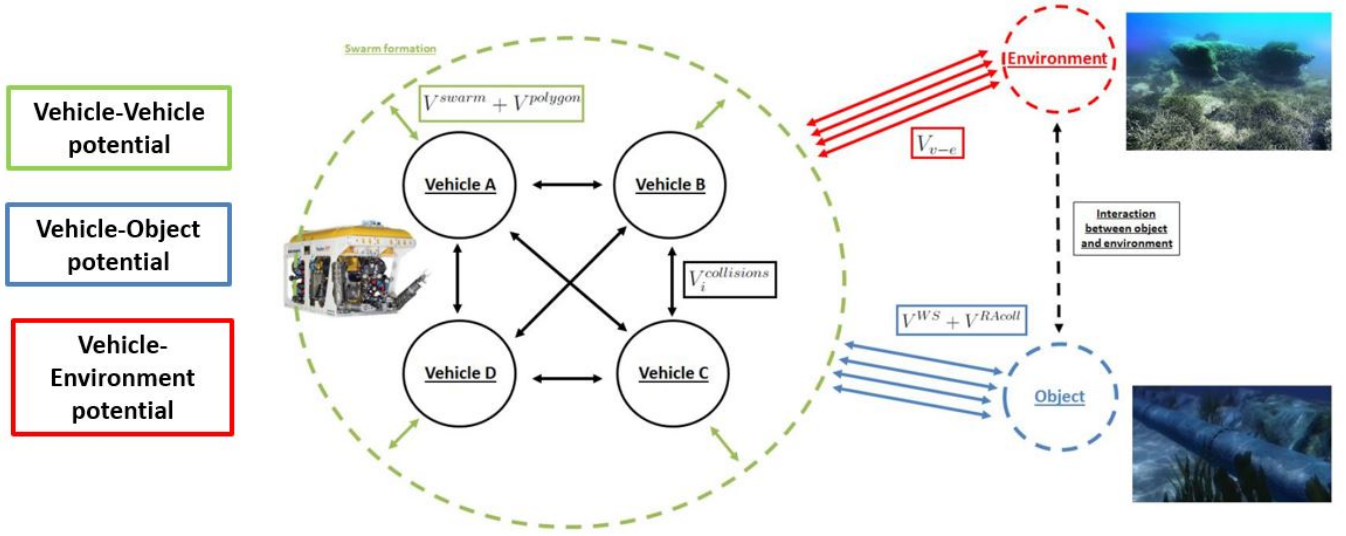 Vehicle-Vehicle
potential
Vehicle-Object
potential
Vehicle-
Environment
potential
Swarm formation
V^{swarm} + V^{polygon}
Vehicle A
Vehicle B
V_i^{collisions}
Vehicle D
Vehicle C
Environment
V_{v-e}
Interaction
between object
and environment
V^{WS} + V^{RAcoll}
Object